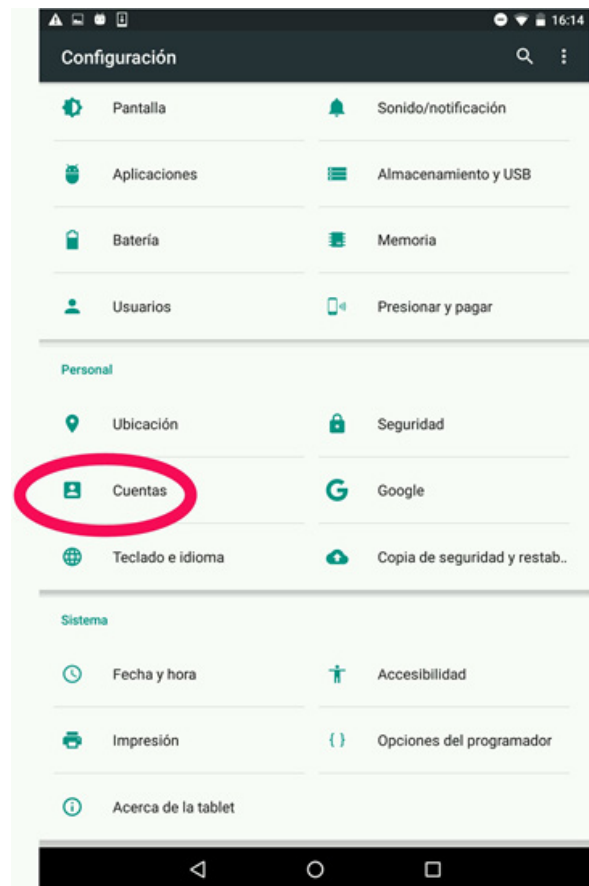 16:14
Configuración
Pantalla
Sonido/notificación
Aplicaciones
Almacenamiento y USB
Batería
Memoria
Usuarios
Presionar y pagar
Personal
Ubicación
Seguridad
Cuentas
Google
Teclado e idioma
Copia de seguridad y restab..
Sistema
Fecha y hora
Accesibilidad
Impresión
Opciones del programador
Acerca de la tablet